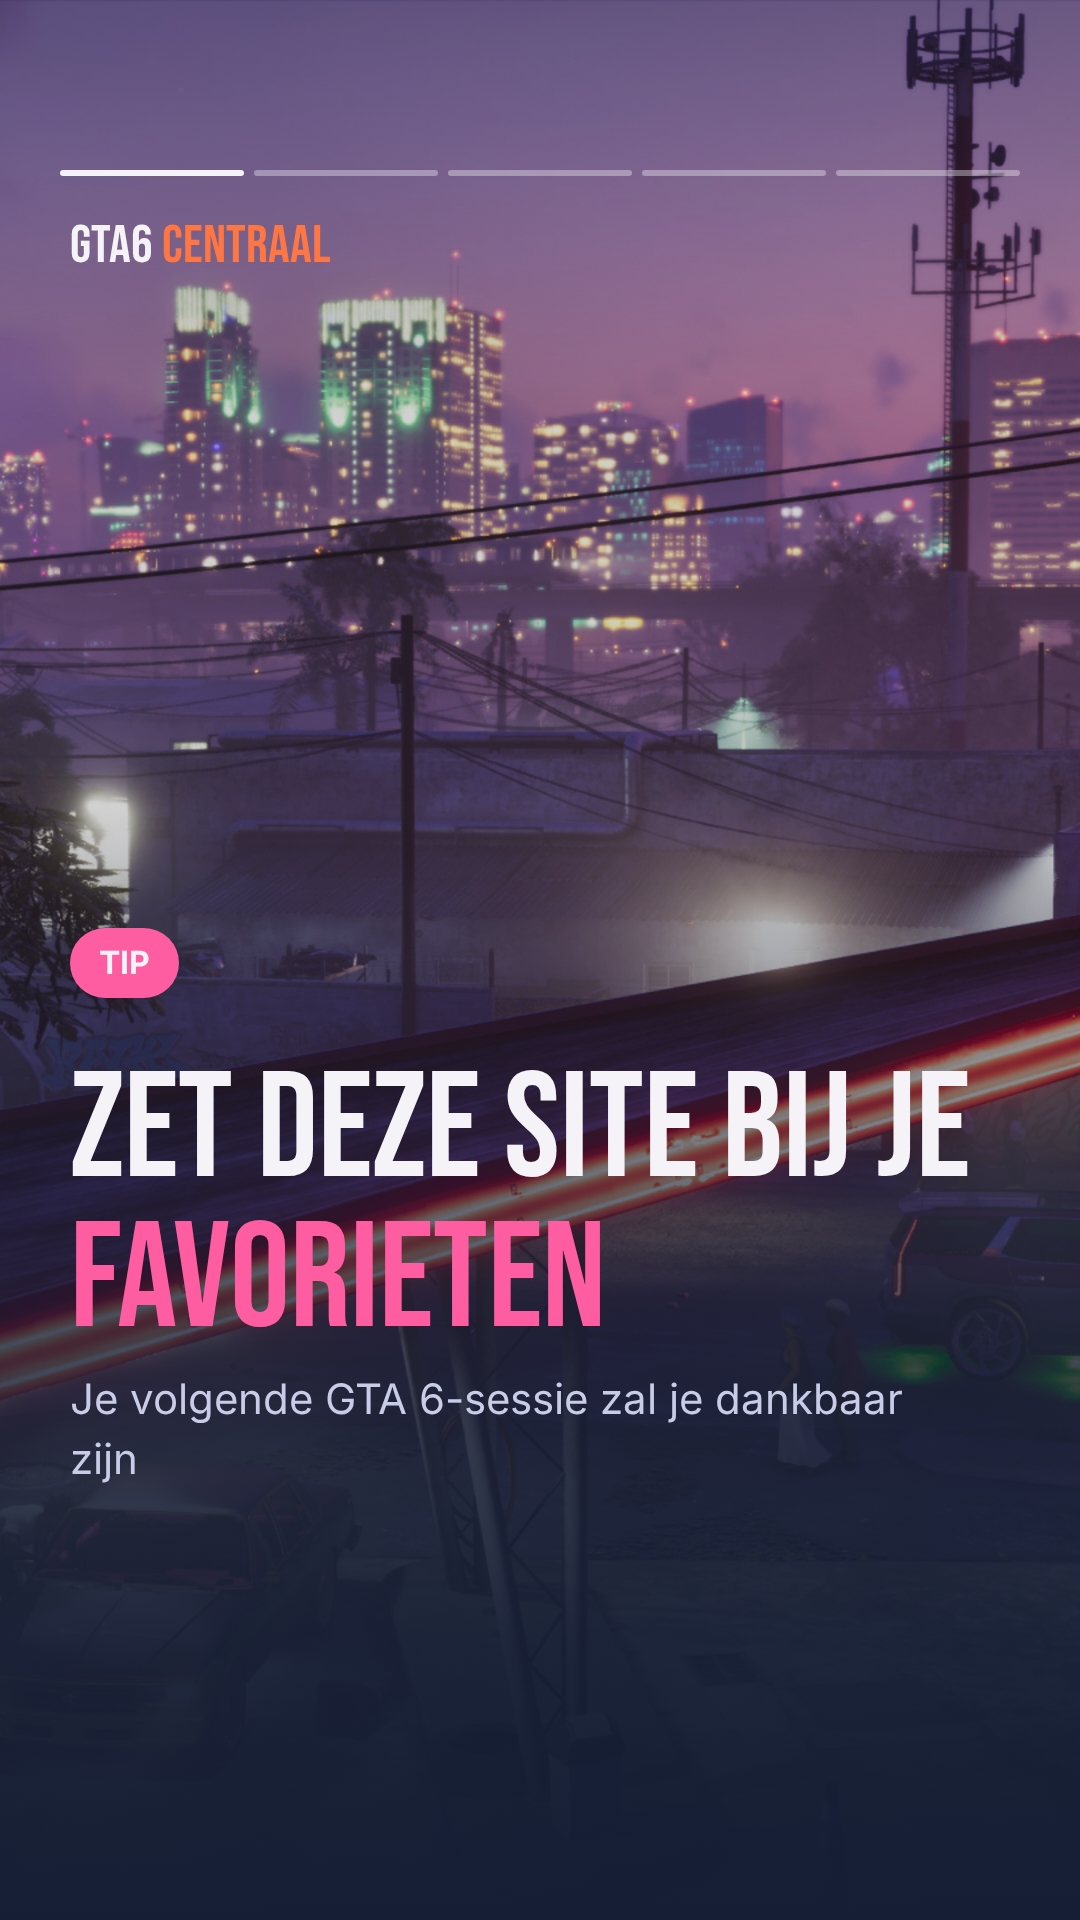 GTA6 CENTRAAL
TIP
ZET DEZE SITE BIJ JE
FAVORIETEN
Je volgende GTA 6-sessie zal je dankbaar
zijn